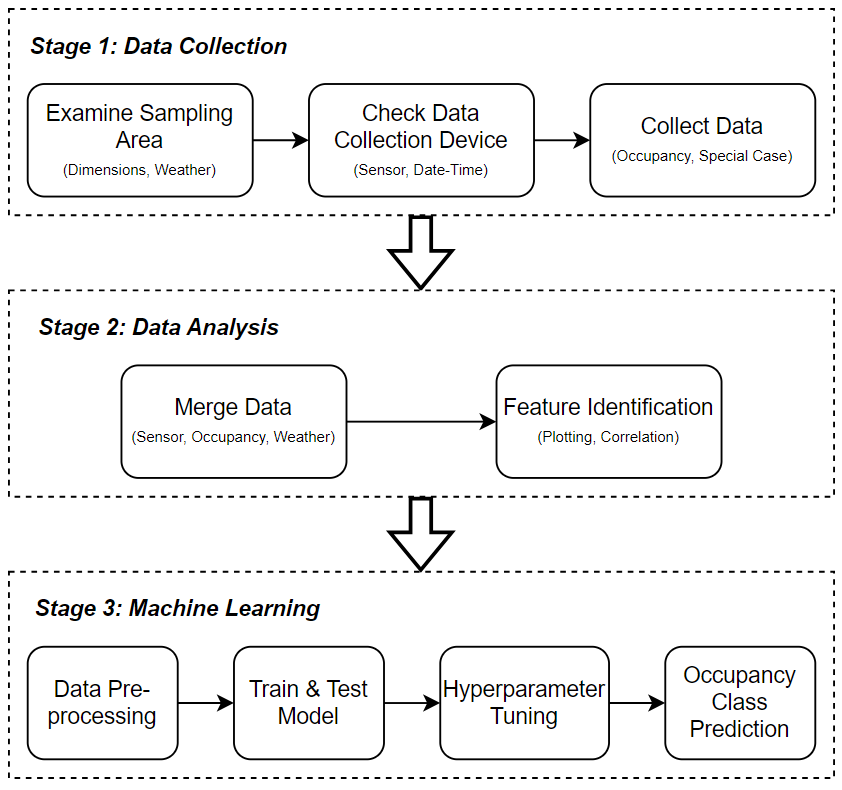 Stage 1: Data Collection
Examine Sampling
Area
(Dimensions, Weather)
Check Data
Collection Device
(Sensor, Date-Time)
Collect Data
(Occupancy, Special Case)
Stage 2: Data Analysis
Merge Data
(Sensor, Occupancy, Weather)
Feature Identification
(Plotting, Correlation)
Stage 3: Machine Learning
Data Pre-
processing
Train & Test
Model
Hyperparameter
Tuning
Occupancy
Class
Prediction